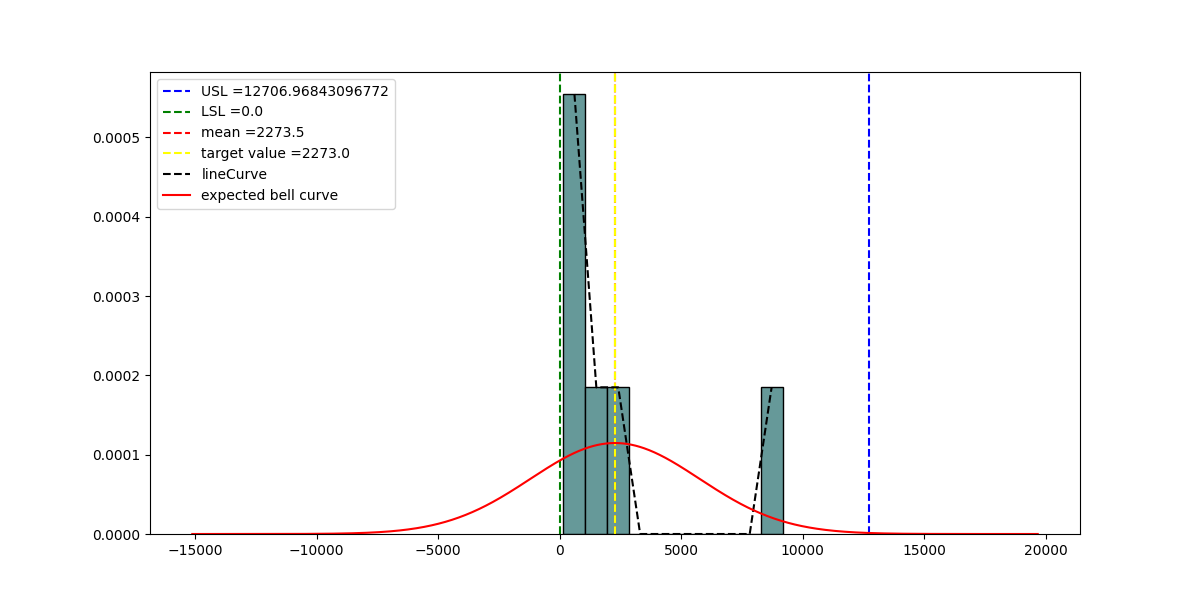 USL =12706.96843096772
LSL =0.0
mean =2273.5
target value =2273.0
lineCurve
expected bell curve
0.0005
0.0004
0.0003
0.0002
0.0001
0.0000
−15000 −10000 −5000 0 5000 10000 15000 20000